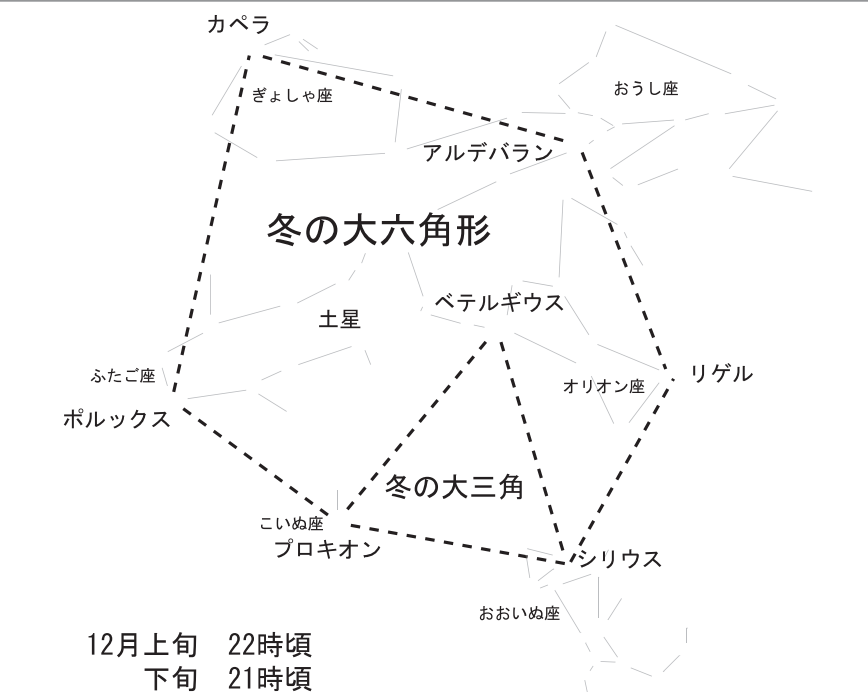 カペラ
おうし座
ぎょしゃ座
アルデバラン
冬の大六角形
ベテルギウス
土星
ふたご座
オリオン座
リゲル
ポルックス
冬の大三角
こいぬ座
プロキオン
シリウス
おおいぬ座
12月上旬 22時頃
下旬 21時頃